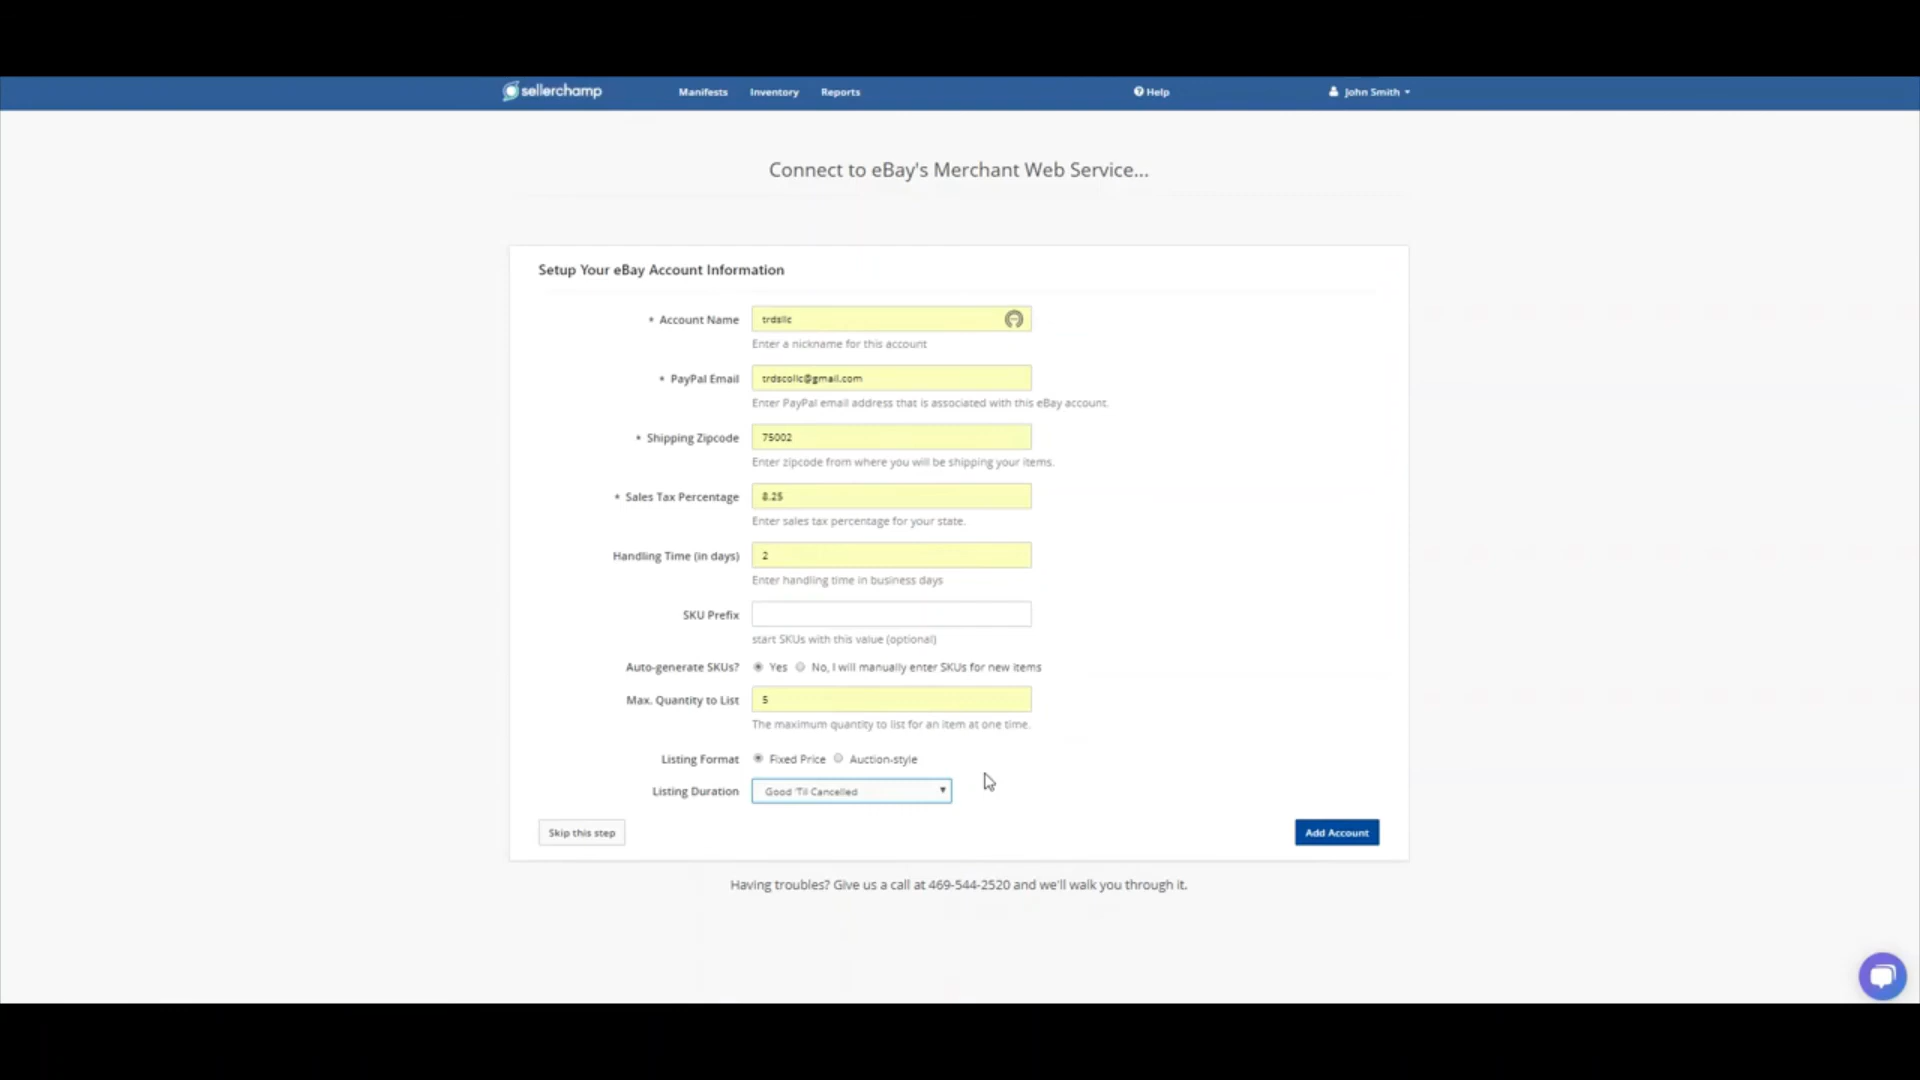 sellerchamp Manifests Inventory Reports Help John Smith
Connect to eBay's Merchant Web Service...
Setup Your eBay Account Information
* Account Name trdsllc
Enter a nickname for this account
* PayPal Email trdscollc@gmail.com
Enter PayPal email address that is associated with this eBay account.
* Shipping Zipcode 75002
Enter zipcode from where you will be shipping your items.
* Sales Tax Percentage 8.25
Enter sales tax percentage for your state.
Handling Time (in days) 2
Enter handling time in business days
SKU Prefix
start SKUs with this value (optional)
Auto-generate SKUs? Yes No, I will manually enter SKUs for new items
Max. Quantity to List 5
The maximum quantity to list for an item at one time.
Listing Format Fixed Price Auction-style
Listing Duration Good 'Til Cancelled
Skip this step Add Account
Having troubles? Give us a call at 469-544-2520 and we'll walk you through it.